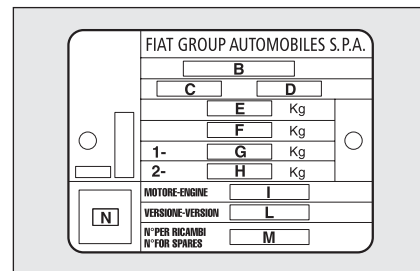 FIAT GROUP AUTOMOBILES S.P.A.
B
C D
E Kg
F Kg
1- G Kg
2- H Kg
MOTORE-ENGINE I
VERSIONE-VERSION L
N
N°PER RICAMBI
N°FOR SPARES
M